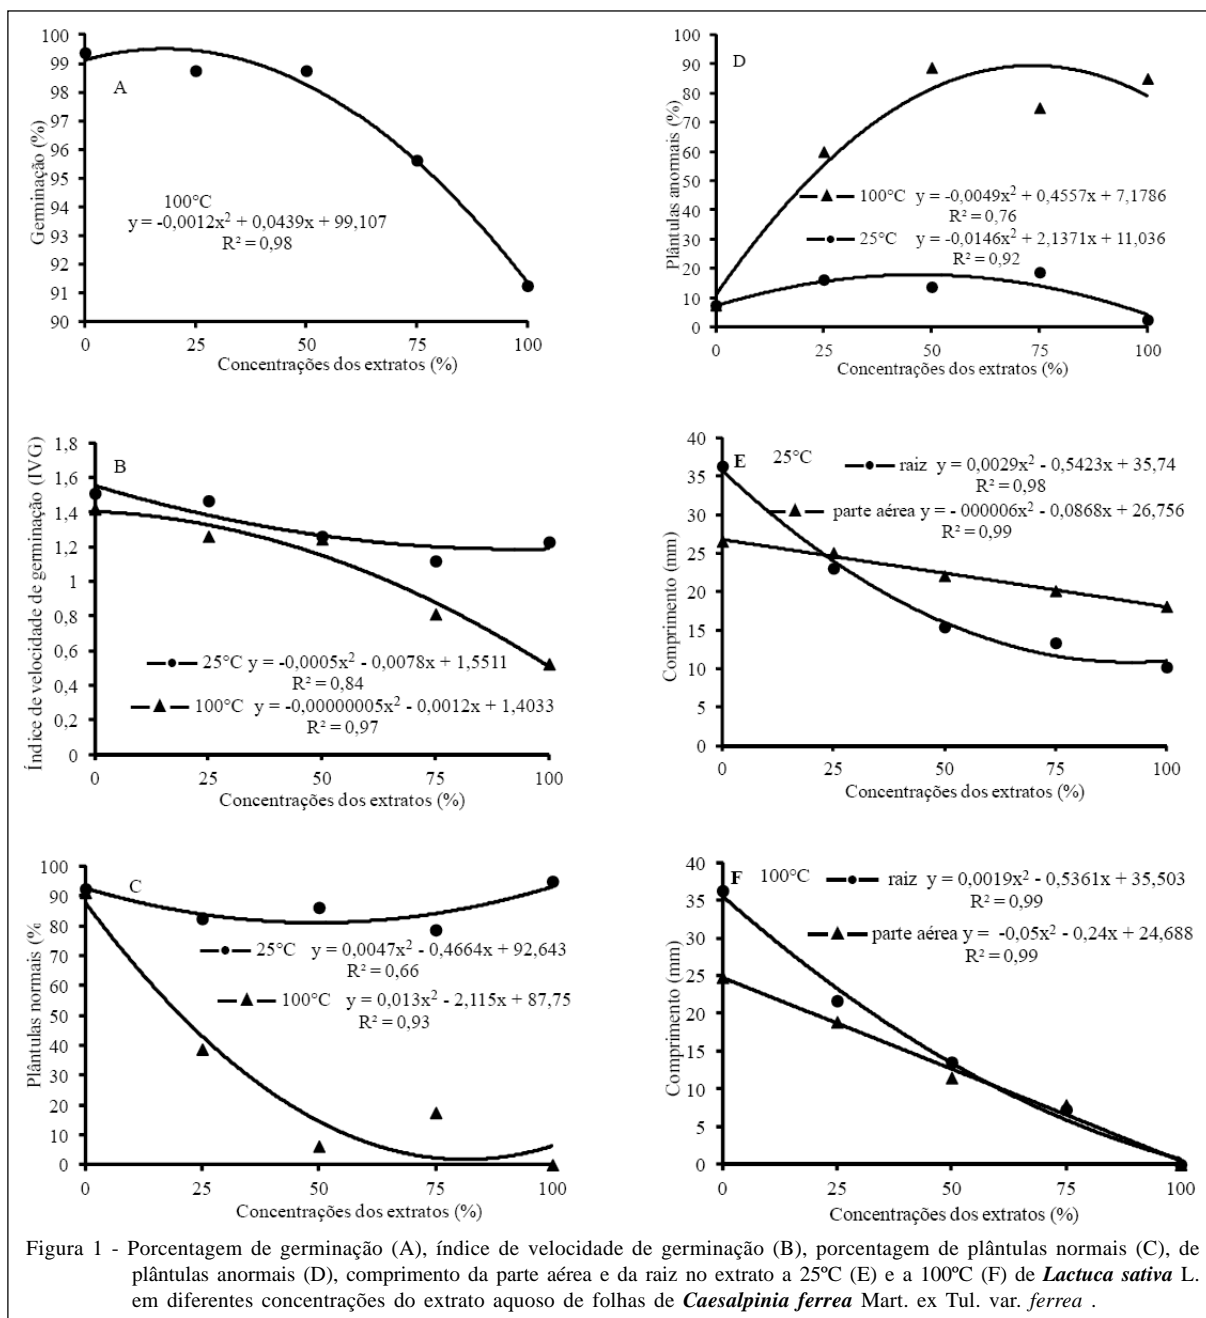 Germinação (%)
100
99
98
97
96
95
94
93
92
91
90
A
100°C
y = -0,0012x² + 0,0439x + 99,107
R² = 0,98
0 25 50 75 100
Concentrações dos extratos (%)
Plântulas anormais (%)
100
90
80
70
60
50
40
30
20
10
0
D
100°C y = -0,0049x² + 0,4557x + 7,1786
R² = 0,76
25°C y = -0,0146x² + 2,1371x + 11,036
R² = 0,92
0 25 50 75 100
Concentrações dos extratos (%)
Índice de velocidade de germinação (IVG)
1,8
1,6
1,4
1,2
1
0,8
0,6
0,4
0,2
0
B
25°C y = -0,0005x² - 0,0078x + 1,5511
R² = 0,84
100°C y = -0,00000005x² - 0,0012x + 1,4033
R² = 0,97
0 25 50 75 100
Concentrações dos extratos (%)
Comprimento (mm)
40
35
30
25
20
15
10
5
0
E 25°C
raiz y = 0,0029x² - 0,5423x + 35,74
R² = 0,98
parte aérea y = - 000006x² - 0,0868x + 26,756
R² = 0,99
0 25 50 75 100
Concentrações dos extratos (%)
Plântulas normais (%
100
90
80
70
60
50
40
30
20
10
0
C
25°C y = 0,0047x² - 0,4664x + 92,643
R² = 0,66
100°C y = 0,013x² - 2,115x + 87,75
R² = 0,93
0 25 50 75 100
Concentrações dos extratos (%)
Comprimento (mm)
40
35
30
25
20
15
10
5
0
F 100°C
raiz y = 0,0019x² - 0,5361x + 35,503
R² = 0,99
parte aérea y = -0,05x² - 0,24x + 24,688
R² = 0,99
0 25 50 75 100
Concentrações dos extratos (%)
Figura 1 - Porcentagem de germinação (A), índice de velocidade de germinação (B), porcentagem de plântulas normais (C), de
plântulas anormais (D), comprimento da parte aérea e da raiz no extrato a 25ºC (E) e a 100ºC (F) de Lactuca sativa L.
em diferentes concentrações do extrato aquoso de folhas de Caesalpinia ferrea Mart. ex Tul. var. ferrea .